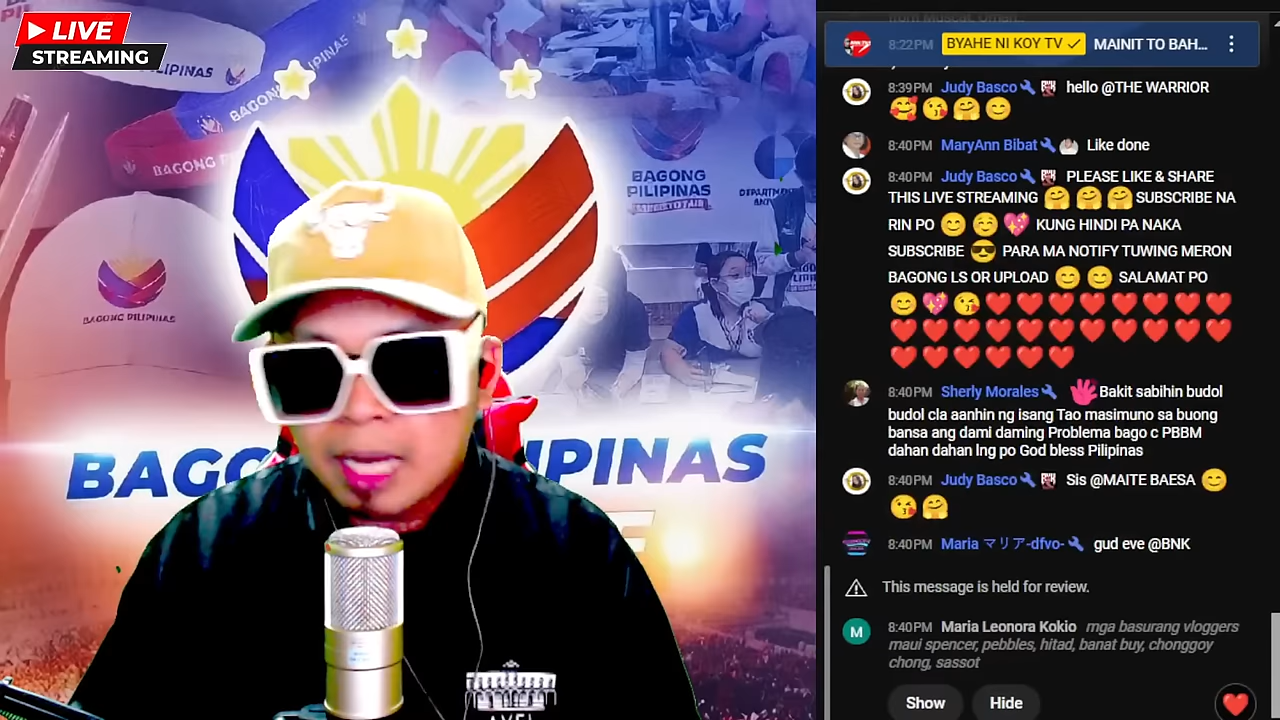 LIVE
STREAMING
BAGONG PILIPINAS
BAGONG PILIPINAS
BAGONG
PILIPINAS
8:22PM BYAHE NI KOY TV ✓ MAINIT TO BAH...
8:39PM Judy Basco hello @THE WARRIOR
🥰 😘 🤗 😊
8:40PM MaryAnn Bibat Like done
8:40PM Judy Basco PLEASE LIKE & SHARE
THIS LIVE STREAMING 🤗 🤗 🤗 SUBSCRIBE NA
RIN PO 😊 ☺️ 💖 KUNG HINDI PA NAKA
SUBSCRIBE 😎 PARA MA NOTIFY TUWING MERON
BAGONG LS OR UPLOAD 😊 😊 SALAMAT PO
😊 💖 😘 ❤️ ❤️ ❤️ ❤️ ❤️ ❤️ ❤️ ❤️
❤️ ❤️ ❤️ ❤️ ❤️ ❤️ ❤️ ❤️ ❤️ ❤️ ❤️
❤️ ❤️ ❤️ ❤️ ❤️ ❤️
8:40PM Sherly Morales Bakit sabihin budol
budol cla aanhin ng isang Tao masimuno sa buong
bansa ang dami daming Problema bago c PBBM
dahan dahan lng po God bless Pilipinas
8:40PM Judy Basco Sis @MAITE BAESA 😊
😘 🤗
8:40PM Maria マリア-dfvo- gud eve @BNK
This message is held for review.
M 8:40PM Maria Leonora Kokio mga basurang vloggers
maui spencer, pebbles, hitad, banat buy, chonggoy
chong, sassot
Show Hide